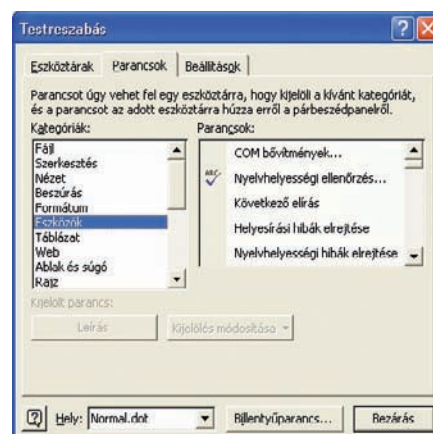 Testreszabás
Eszköztárak Parancsok Beállítások
Parancsot úgy vehet fel egy eszköztárra, hogy kijelöli a kívánt kategóriát,
és a parancsot az adott eszköztárra húzza erről a párbeszédpanelről.
Kategóriák: Parancsok:
Fájl
Szerkesztés
Nézet
Beszúrás
Formátum
Eszközök
Táblázat
Web
Ablak és súgó
Rajz
COM bővítmények...
ABC
Nyelvhelyességi ellenőrzés...
Következő elírás
Helyesírási hibák elrejtése
Nyelvhelyességi hibák elrejtése
Kijelölt parancs:
Leírás Kijelölés módosítása
Hely: Normal.dot Billentyűparancs... Bezárás